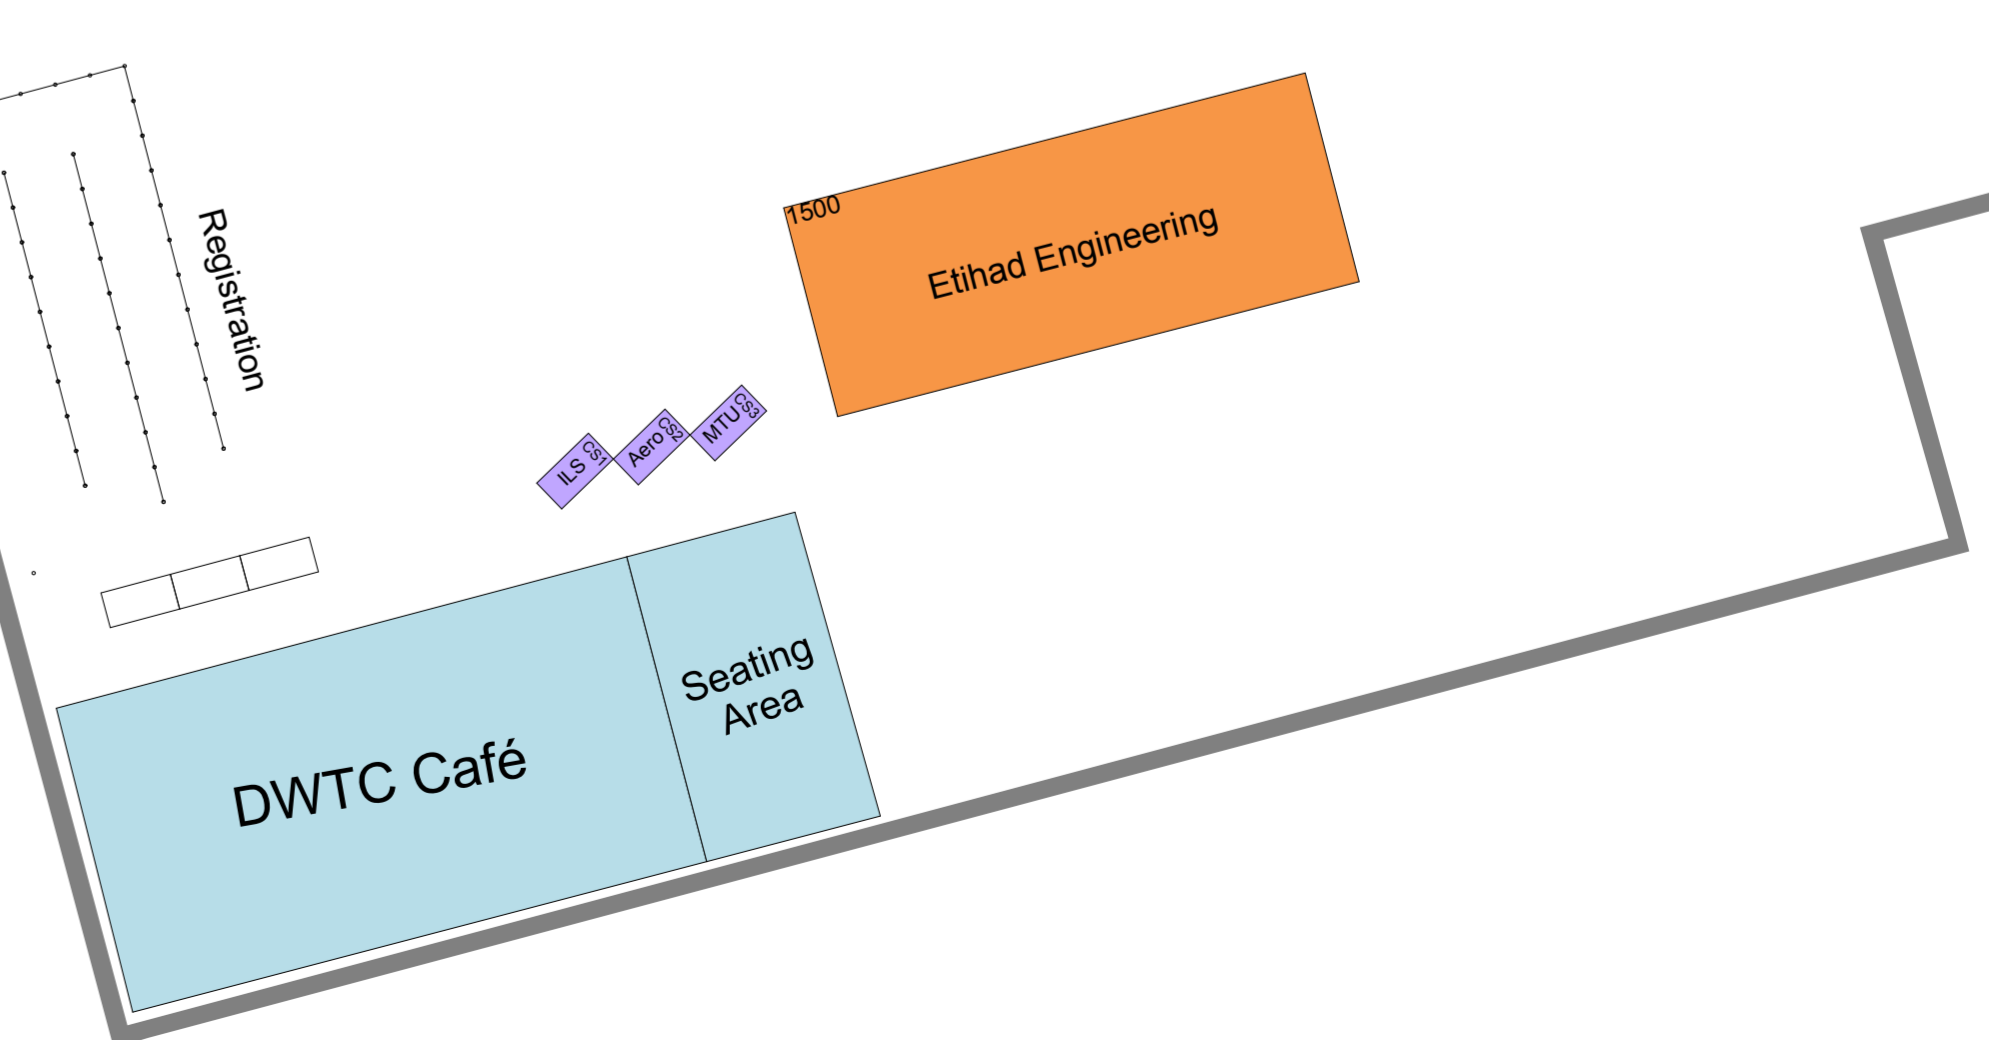 Registration
1500
Etihad Engineering
ILS CS1
Aero CS2
MTU CS3
DWTC Café
Seating
Area